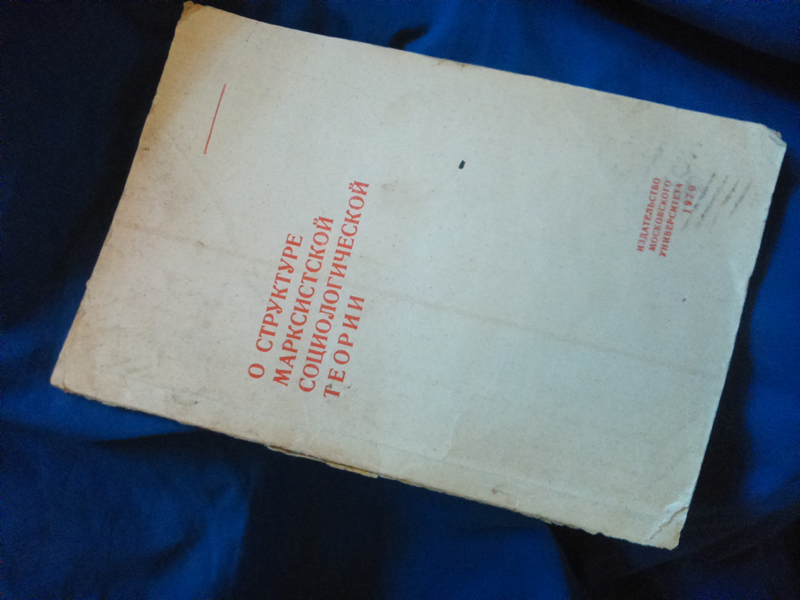 О СТРУКТУРЕ
МАРКСИСТСКОЙ
СОЦИОЛОГИЧЕСКОЙ
ТЕОРИИ
ИЗДАТЕЛЬСТВО
МОСКОВСКОГО
УНИВЕРСИТЕТА
1970